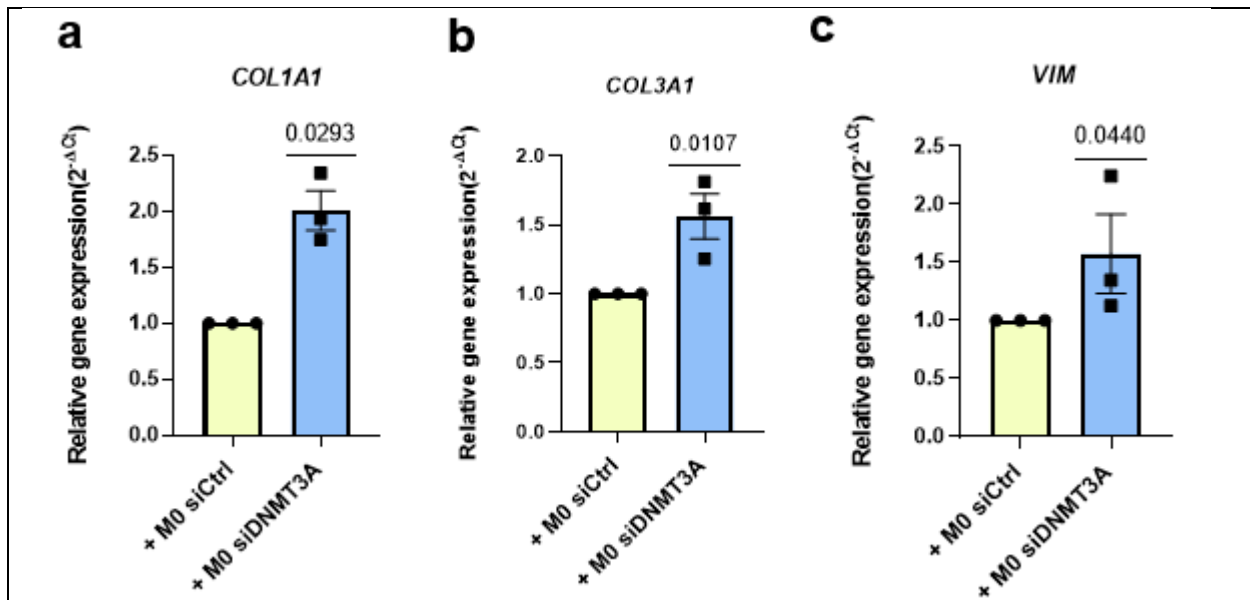 a
COL1A1
0.0293
Relative gene expression(2-ΔCt)
2.5
2.0
1.5
1.0
0.5
0.0
+ M0 siCtrl
+ M0 siDNMT3A
b
COL3A1
0.0107
Relative gene expression(2-ΔCt)
2.0
1.5
1.0
0.5
0.0
+ M0 siCtrl
+ M0 siDNMT3A
c
VIM
0.0440
Relative gene expression(2-ΔCt)
2.5
2.0
1.5
1.0
0.5
0.0
+ M0 siCtrl
+ M0 siDNMT3A